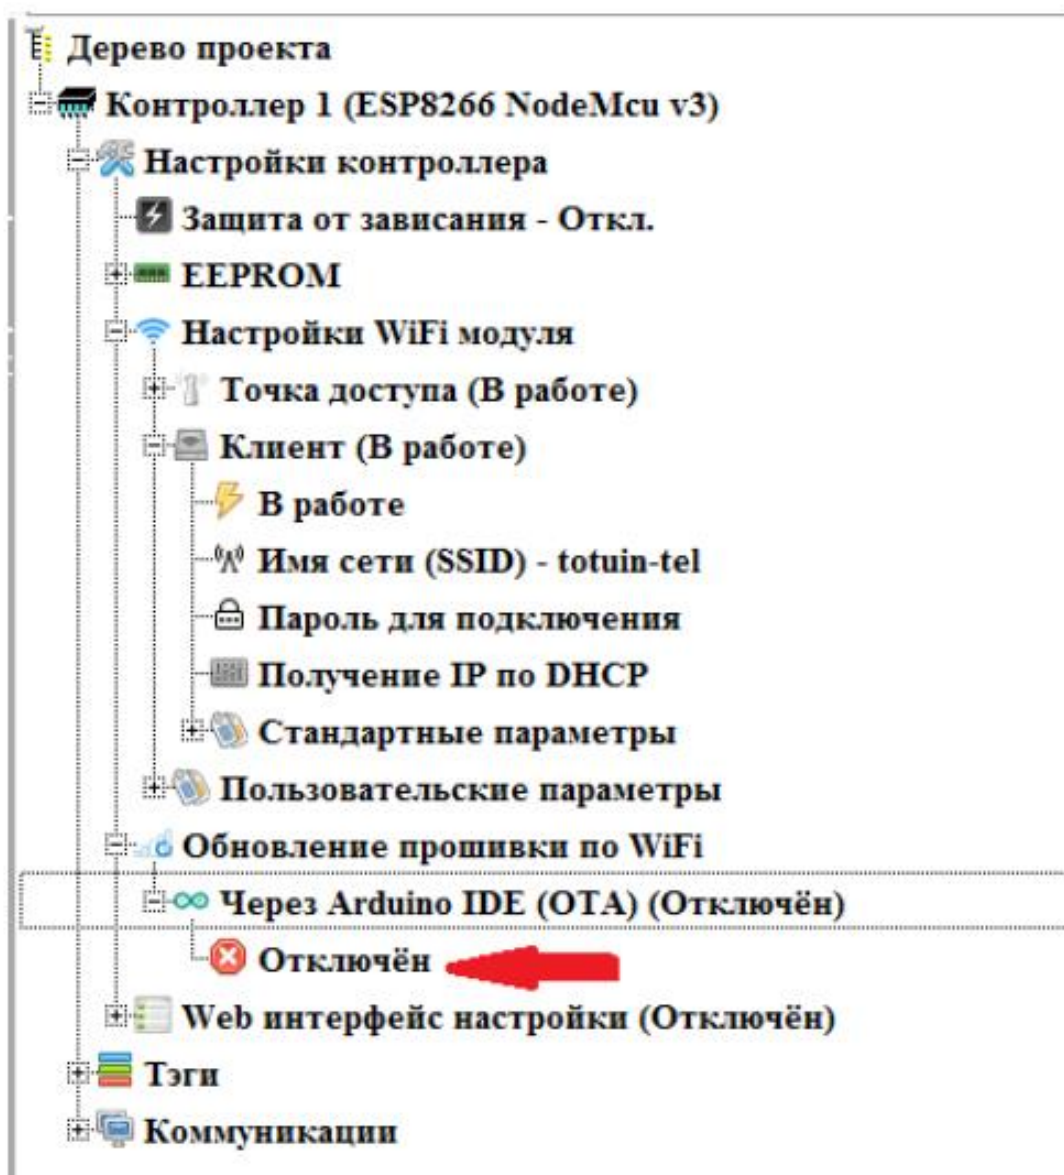 Дерево проекта
Контроллер 1 (ESP8266 NodeMcu v3)
Настройки контроллера
Защита от зависания - Откл.
EEPROM
Настройки WiFi модуля
Точка доступа (В работе)
Клиент (В работе)
В работе
Имя сети (SSID) - totuin-tel
Пароль для подключения
Получение IP по DHCP
Стандартные параметры
Пользовательские параметры
Обновление прошивки по WiFi
Через Arduino IDE (OTA) (Отключён)
Отключён
Web интерфейс настройки (Отключён)
Тэги
Коммуникации